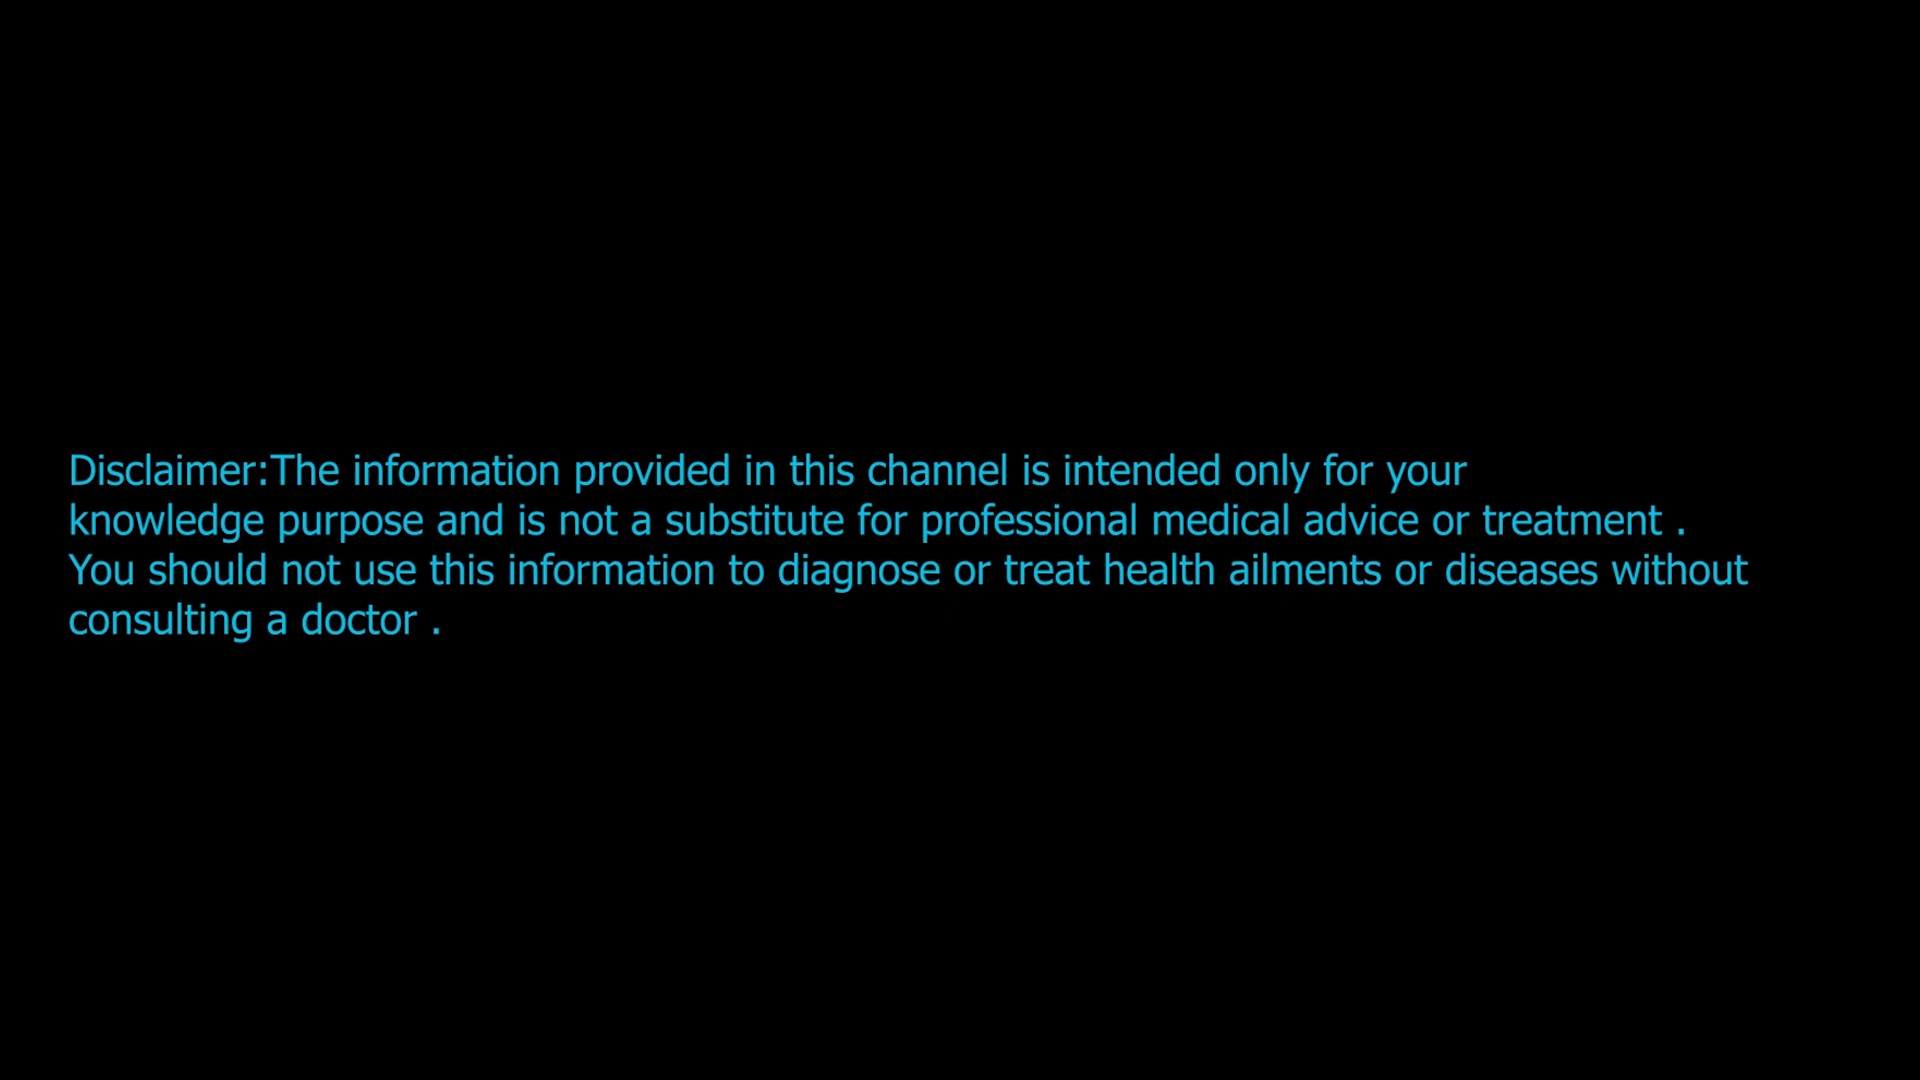 Disclaimer:The information provided in this channel is intended only for your
knowledge purpose and is not a substitute for professional medical advice or treatment .
You should not use this information to diagnose or treat health ailments or diseases without
consulting a doctor .